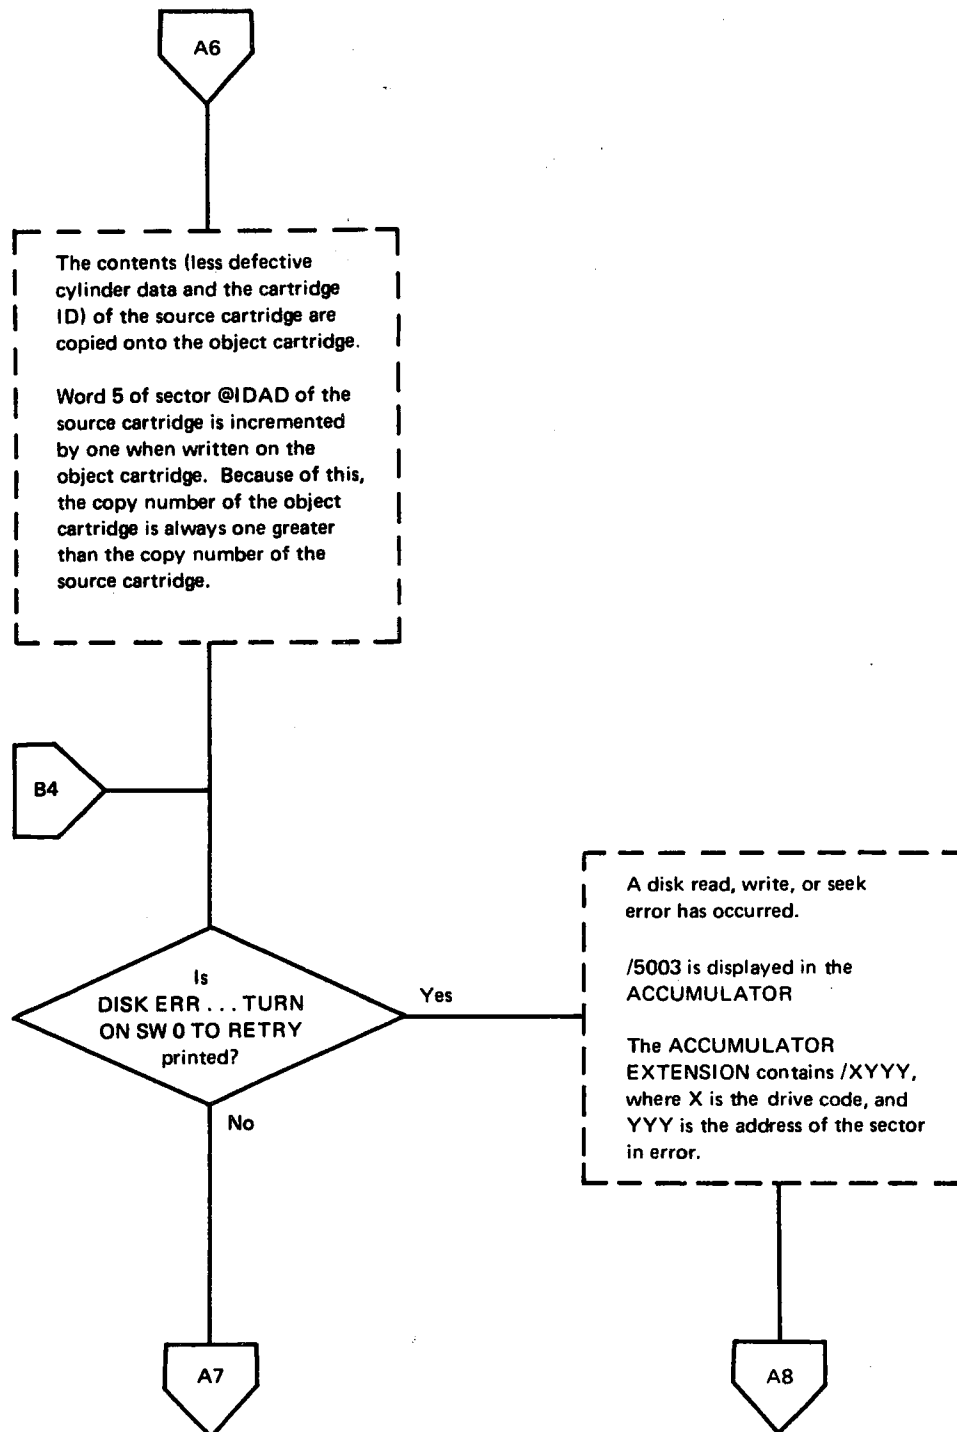 A6
The contents (less defective
cylinder data and the cartridge
ID) of the source cartridge are
copied onto the object cartridge.
Word 5 of sector @IDAD of the
source cartridge is incremented
by one when written on the
object cartridge. Because of this,
the copy number of the object
cartridge is always one greater
than the copy number of the
source cartridge.
B4
Is
DISK ERR . . . TURN
ON SW 0 TO RETRY
printed?
Yes
No
A disk read, write, or seek
error has occurred.
/5003 is displayed in the
ACCUMULATOR
The ACCUMULATOR
EXTENSION contains /XYYY,
where X is the drive code, and
YYY is the address of the sector
in error.
A7
A8